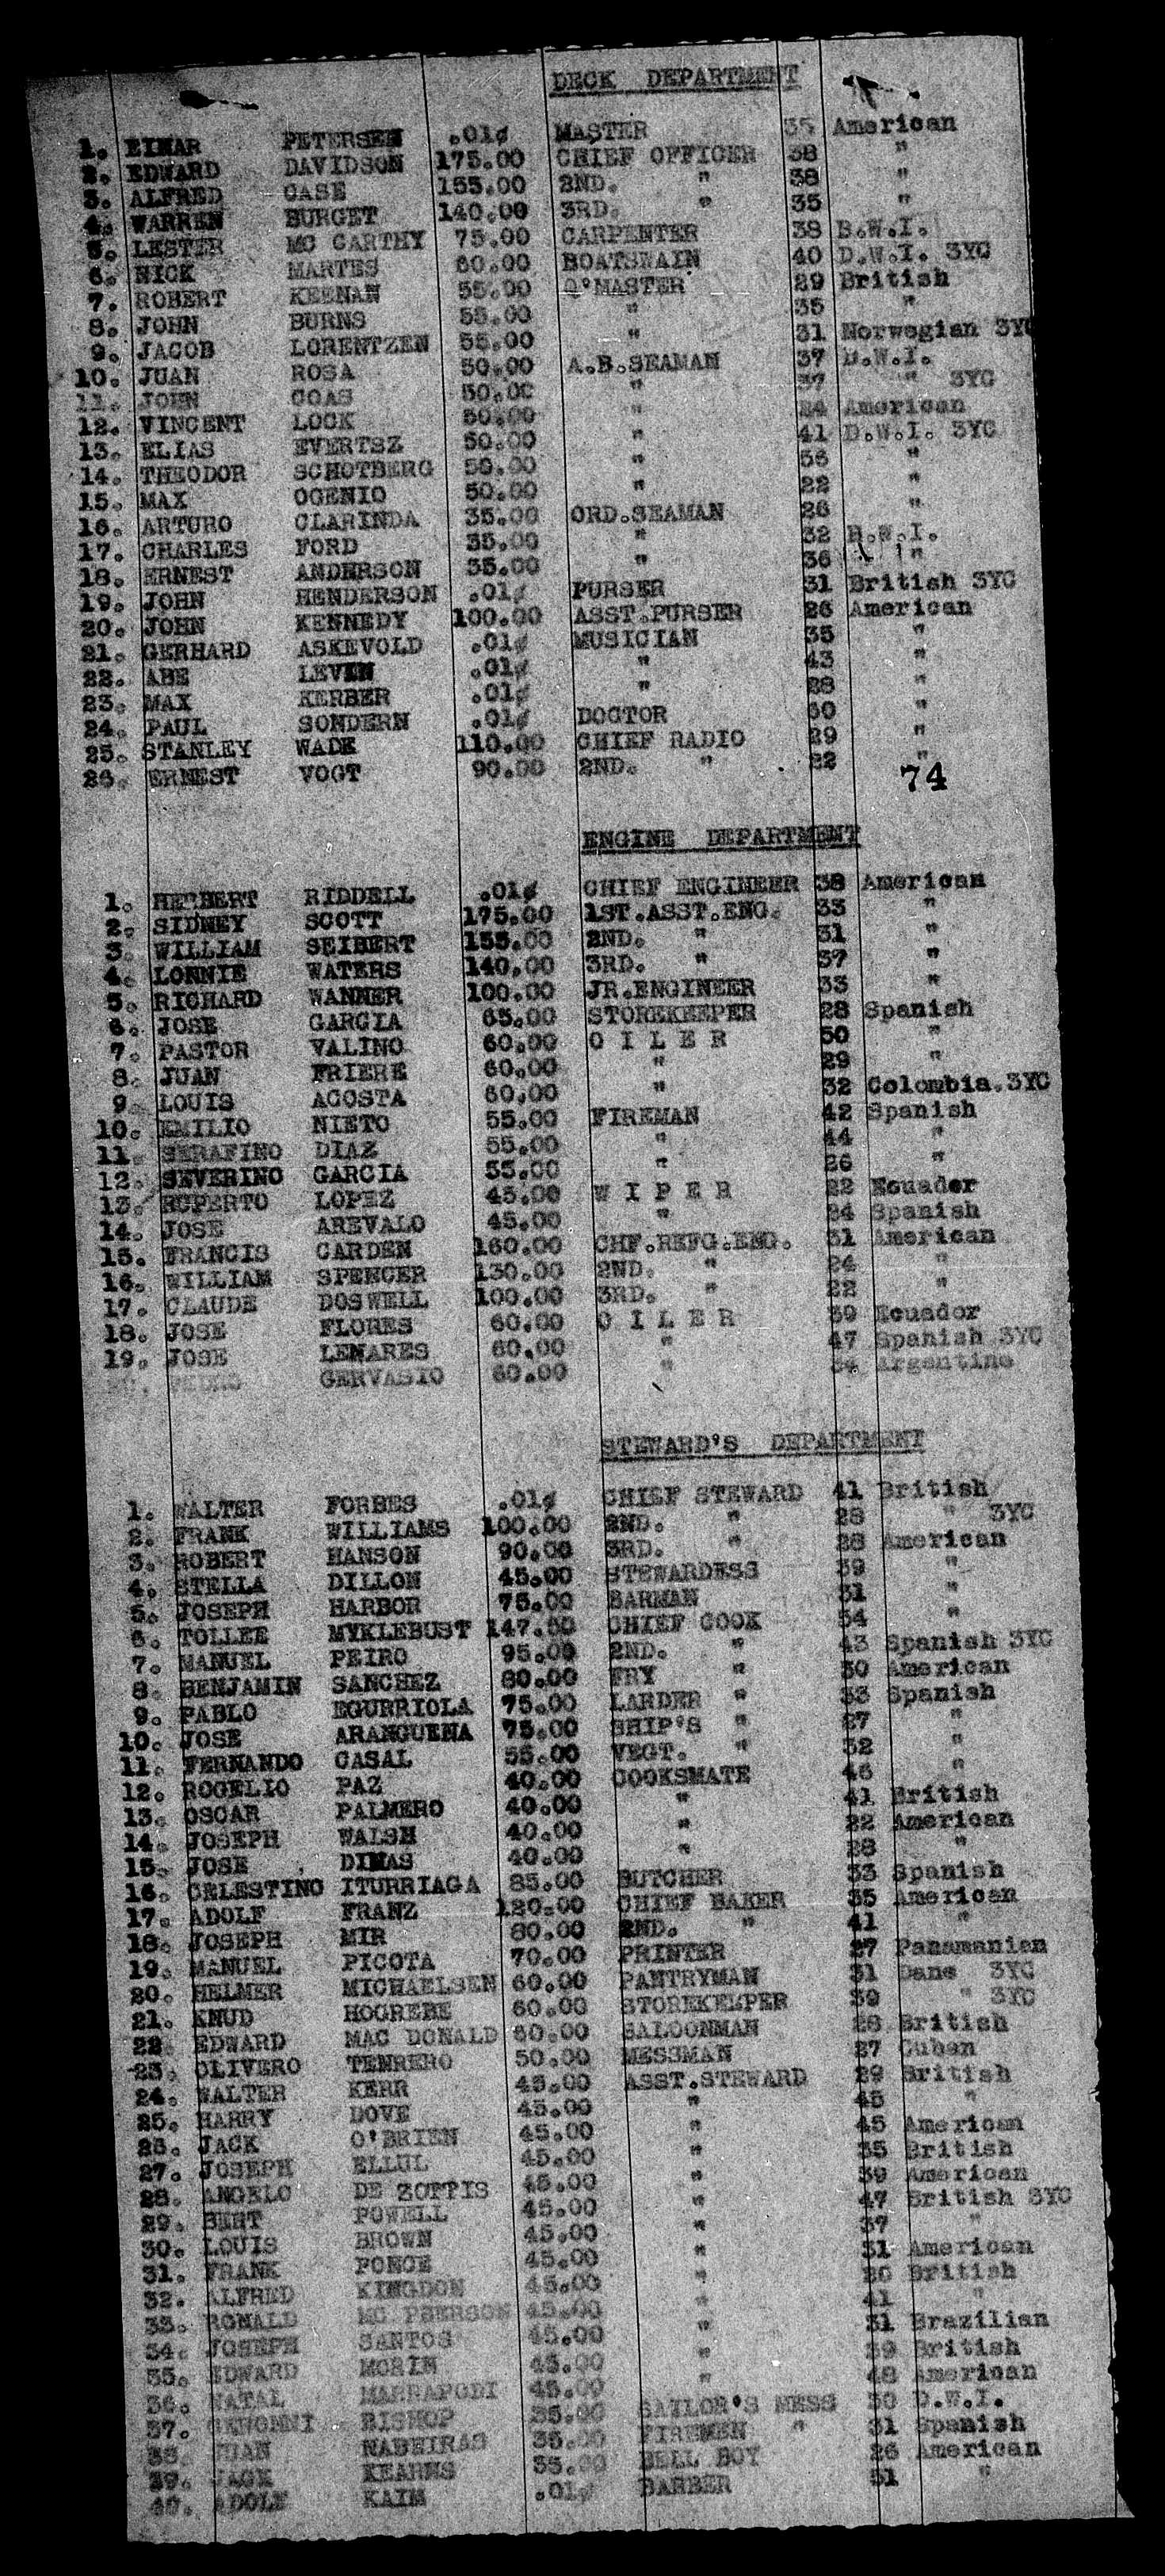 DECK DEPARTMENT
1. EINAR PETERSEN .01¢ MASTER 35 American
2. EDWARD DAVIDSON 175.00 CHIEF OFFICER 38 "
3. ALFRED CASE 155.00 2ND. " 38 "
4. WARREN BURGET 140.00 3RD. " 35 "
5. LESTER MC CARTHY 75.00 CARPENTER 38 B.W.I.
6. NICK MARTES 60.00 BOATSWAIN 40 D.W.I. 3YC
7. ROBERT KEENAN 55.00 Q'MASTER 29 British
8. JOHN BURNS 55.00 " 35 "
9. JACOB LORENTZEN 55.00 " 31 Norwegian 3YC
10. JUAN ROSA 50.00 A.B.SEAMAN 37 D.W.I.
11. JOHN COAS 50.00 " 37 " 3YC
12. VINCENT LOCK 50.00 " 24 American
13. ELIAS EVERTSZ 50.00 " 41 D.W.I. 3YC
14. THEODOR SCHOTBERG 50.00 " 56 "
15. MAX OGENIO 50.00 " 22 "
16. ARTURO CLARINDA 35.00 ORD.SEAMAN 26 "
17. CHARLES FORD 35.00 " 32 B.W.I.
18. ERNEST ANDERSON 35.00 " 36 "
19. JOHN HENDERSON .01¢ PURSER 31 British 3YC
20. JOHN KENNEDY 100.00 ASST.PURSER 26 American
21. GERHARD ASKEVOLD .01¢ MUSICIAN 35 "
22. ABE LEVEN .01¢ " 43 "
23. MAX KERBER .01¢ " 28 "
24. PAUL SONDERN .01¢ DOCTOR 60 "
25. STANLEY WADE 110.00 CHIEF RADIO 29 "
26. ERNEST VOGT 90.00 2ND. " 22 "
74
ENGINE DEPARTMENT
1. HERBERT RIDDELL .01¢ CHIEF ENGINEER 38 American
2. SIDNEY SCOTT 175.00 1ST.ASST.ENG. 33 "
3. WILLIAM SEIBERT 155.00 2ND. " 31 "
4. LONNIE WATERS 140.00 3RD. " 37 "
5. RICHARD WANNER 100.00 JR.ENGINEER 33 "
6. JOSE GARCIA 65.00 STOREKEEPER 28 Spanish
7. PASTOR VALINO 60.00 O I L E R 50 "
8. JUAN FRIERE 60.00 " 29 "
9. LOUIS ACOSTA 60.00 " 32 Colombia.3YC
10. EMILIO NIETO 55.00 FIREMAN 42 Spanish
11. SERAFINO DIAZ 55.00 " 44 "
12. SEVERINO GARCIA 55.00 " 26 "
13. RUPERTO LOPEZ 45.00 W I P E R 22 Ecuador
14. JOSE AREVALO 45.00 " 24 Spanish
15. FRANCIS CARDEN 160.00 CHF.REFG.ENG. 31 American
16. WILLIAM SPENCER 130.00 2ND. " 24 "
17. CLAUDE DOSWELL 100.00 3RD. " 22 "
18. JOSE FLORES 60.00 O I L E R 39 Ecuador
19. JOSE LENARES 60.00 " 47 Spanish 3YC
GERVASIO 60.00 " 34 Argentine
STEWARD'S DEPARTMENT
1. WALTER FORBES .01¢ CHIEF STEWARD 41 British
2. FRANK WILLIAMS 100.00 2ND. " 28 " 3YC
3. ROBERT HANSON 90.00 3RD. " 28 American
4. STELLA DILLON 45.00 STEWARDESS 39 "
5. JOSEPH HARBOR 75.00 BARMAN 31 "
6. TOLLEE MYKLEBUST 147.50 CHIEF COOK 54 "
7. MANUEL PEIRO 95.00 2ND. " 43 Spanish 3YC
8. BENJAMIN SANCHEZ 80.00 FRY " 30 American
9. PABLO EGURRIOLA 75.00 LARDER " 33 Spanish
10. JOSE ARANGUENA 75.00 SHIP'S " 27 "
11. FERNANDO CASAL 55.00 VEGT. " 32 "
12. ROGELIO PAZ 40.00 COOKSMATE 46 "
13. OSCAR PALMERO 40.00 " 41 British
14. JOSEPH WALSH 40.00 " 22 American
15. JOSE DIMAS 40.00 " 28 "
16. CELESTINO ITURRIAGA 85.00 BUTCHER 33 Spanish
17. ADOLF FRANZ 120.00 CHIEF BAKER 35 American
18. JOSEPH MIR 80.00 2ND. " 41 "
19. MANUEL PICOTA 70.00 PRINTER 27 Panamanian
20. HELMER MICHAELSEN 60.00 PANTRYMAN 31 Dane 3YC
21. KNUD HOGREBE 60.00 STOREKEEPER 39 " 3YC
22 EDWARD MAC DONALD 60.00 SALOONMAN 28 British
23. OLIVERO TENRERO 50.00 MESSMAN 27 Cuban
24. WALTER KERR 45.00 ASST.STEWARD 29 British
25. HARRY DOVE 45.00 " 45 "
26. JACK O'BRIEN 45.00 " 45 American
27. JOSEPH ELLUL 45.00 " 35 British
28. ANGELO DE ZOPPIS 45.00 " 39 American
29. BERT POWELL 45.00 " 47 British 3YC
30. LOUIS BROWN 45.00 " 37 "
31. FRANK PONCE 45.00 " 31 American
32. ALFRED KINGDON 45.00 " 20 British
33. RONALD MC PHERSON 45.00 " 41 "
34. JOSEPH SANTOS 45.00 " 31 Brazilian
35. EDWARD MORIN 45.00 " 39 British
36. NATAL MARRAPODI 45.00 " 48 American
37. BISHOP 35.00 SAILOR'S MESS 30 D.W.I.
38. JUAN NABEIRAS 35.00 FIREMEN " 31 Spanish
39. JACK KEARNS 35.00 BELL BOY 26 American
40. ADOLF KAIM .01¢ BARBER 51 "